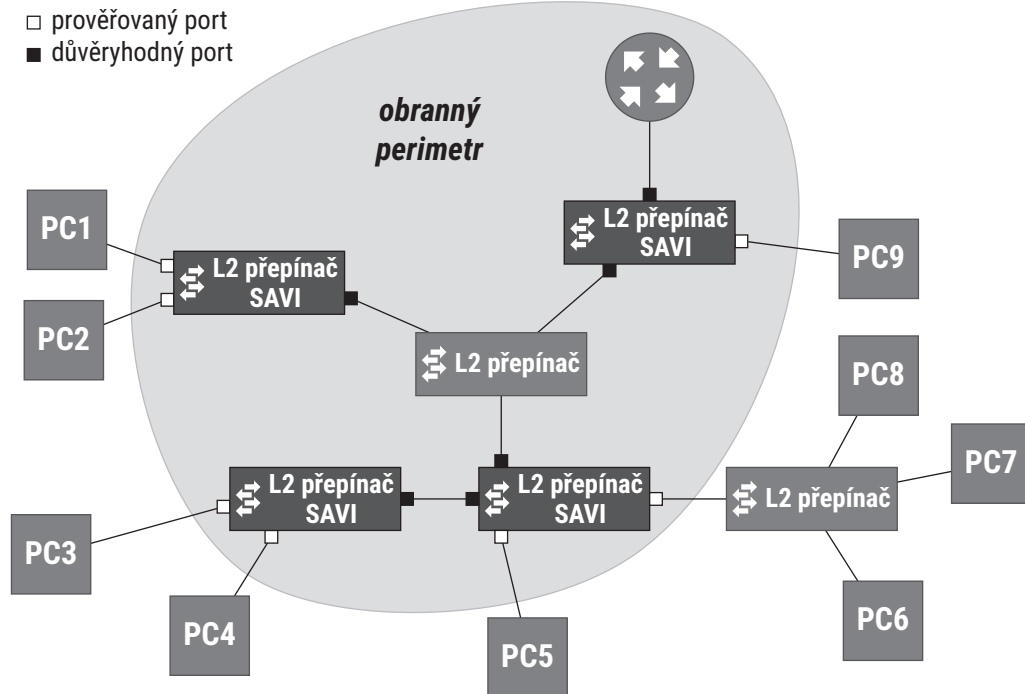 prověřovaný port
důvěryhodný port
obranný
perimetr
PC1
L2 přepínač
SAVI
PC9
L2 přepínač
SAVI
PC2
L2 přepínač
PC8
PC7
L2 přepínač
SAVI
L2 přepínač
SAVI
L2 přepínač
PC3
PC4
PC5
PC6